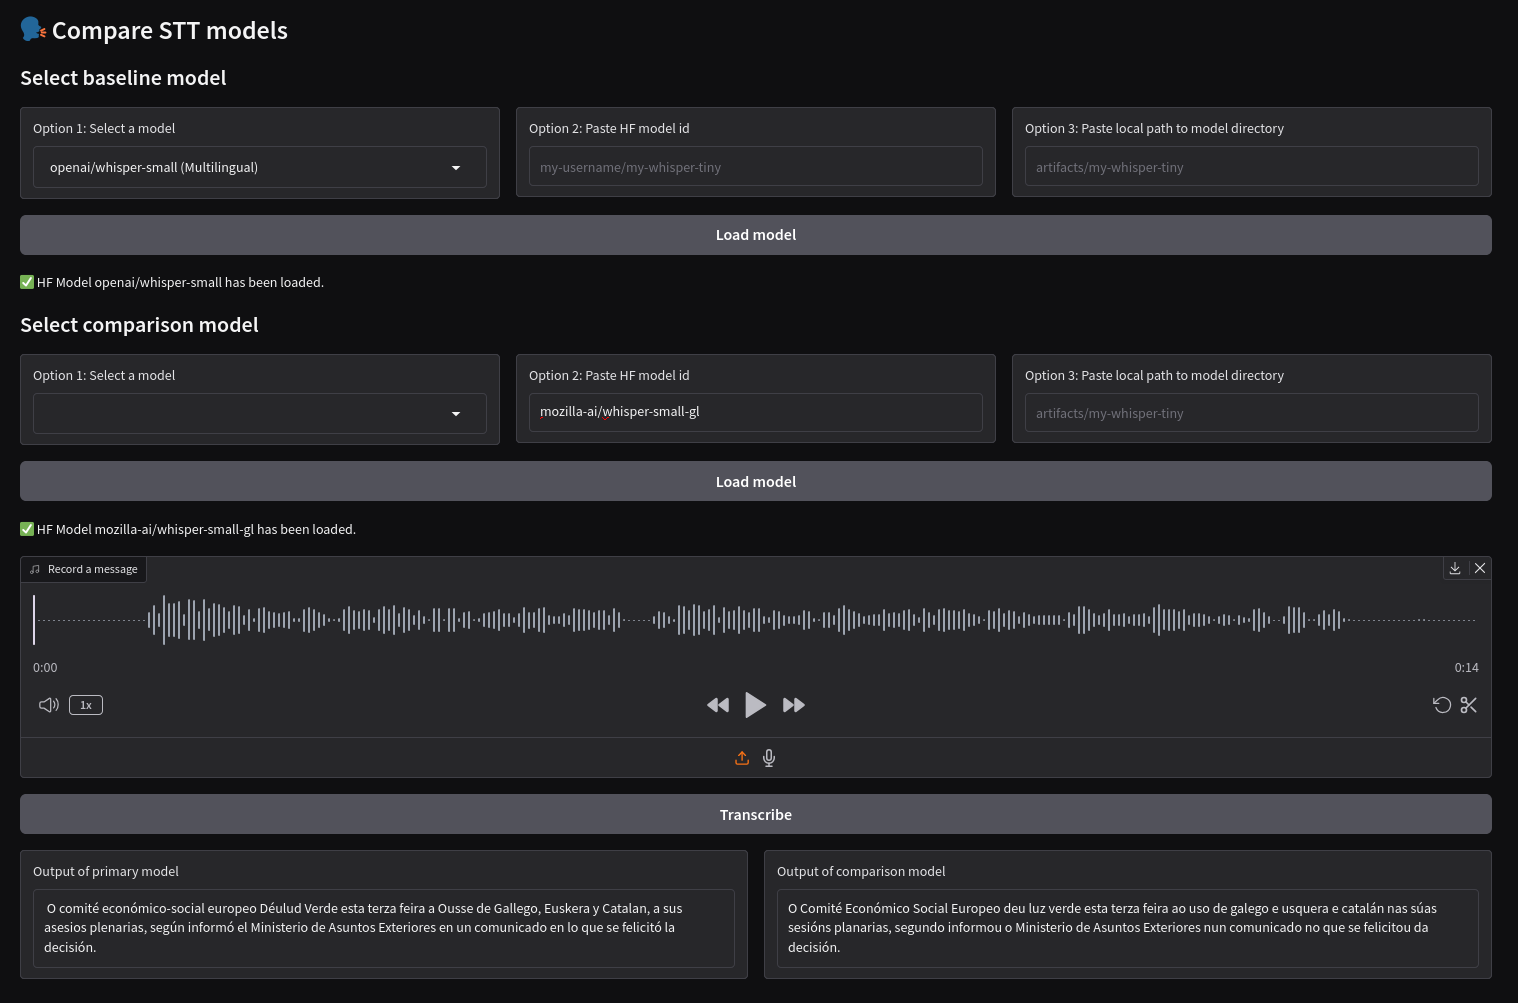 🗣️ Compare STT models
Select baseline model
Option 1: Select a model
openai/whisper-small (Multilingual)
Option 2: Paste HF model id
my-username/my-whisper-tiny
Option 3: Paste local path to model directory
artifacts/my-whisper-tiny
Load model
✅ HF Model openai/whisper-small has been loaded.
Select comparison model
Option 1: Select a model
Option 2: Paste HF model id
mozilla-ai/whisper-small-gl
Option 3: Paste local path to model directory
artifacts/my-whisper-tiny
Load model
✅ HF Model mozilla-ai/whisper-small-gl has been loaded.
Record a message
0:00
0:14
1x
Transcribe
Output of primary model
O comité económico-social europeo Déulud Verde esta terza feira a Ousse de Gallego, Euskera y Catalan, a sus
asesios plenarias, según informó el Ministerio de Asuntos Exteriores en un comunicado en lo que se felicitó la
decisión.
Output of comparison model
O Comité Económico Social Europeo deu luz verde esta terza feira ao uso de galego e usquera e catalán nas súas
sesións planarias, segundo informou o Ministerio de Asuntos Exteriores nun comunicado no que se felicitou da
decisión.